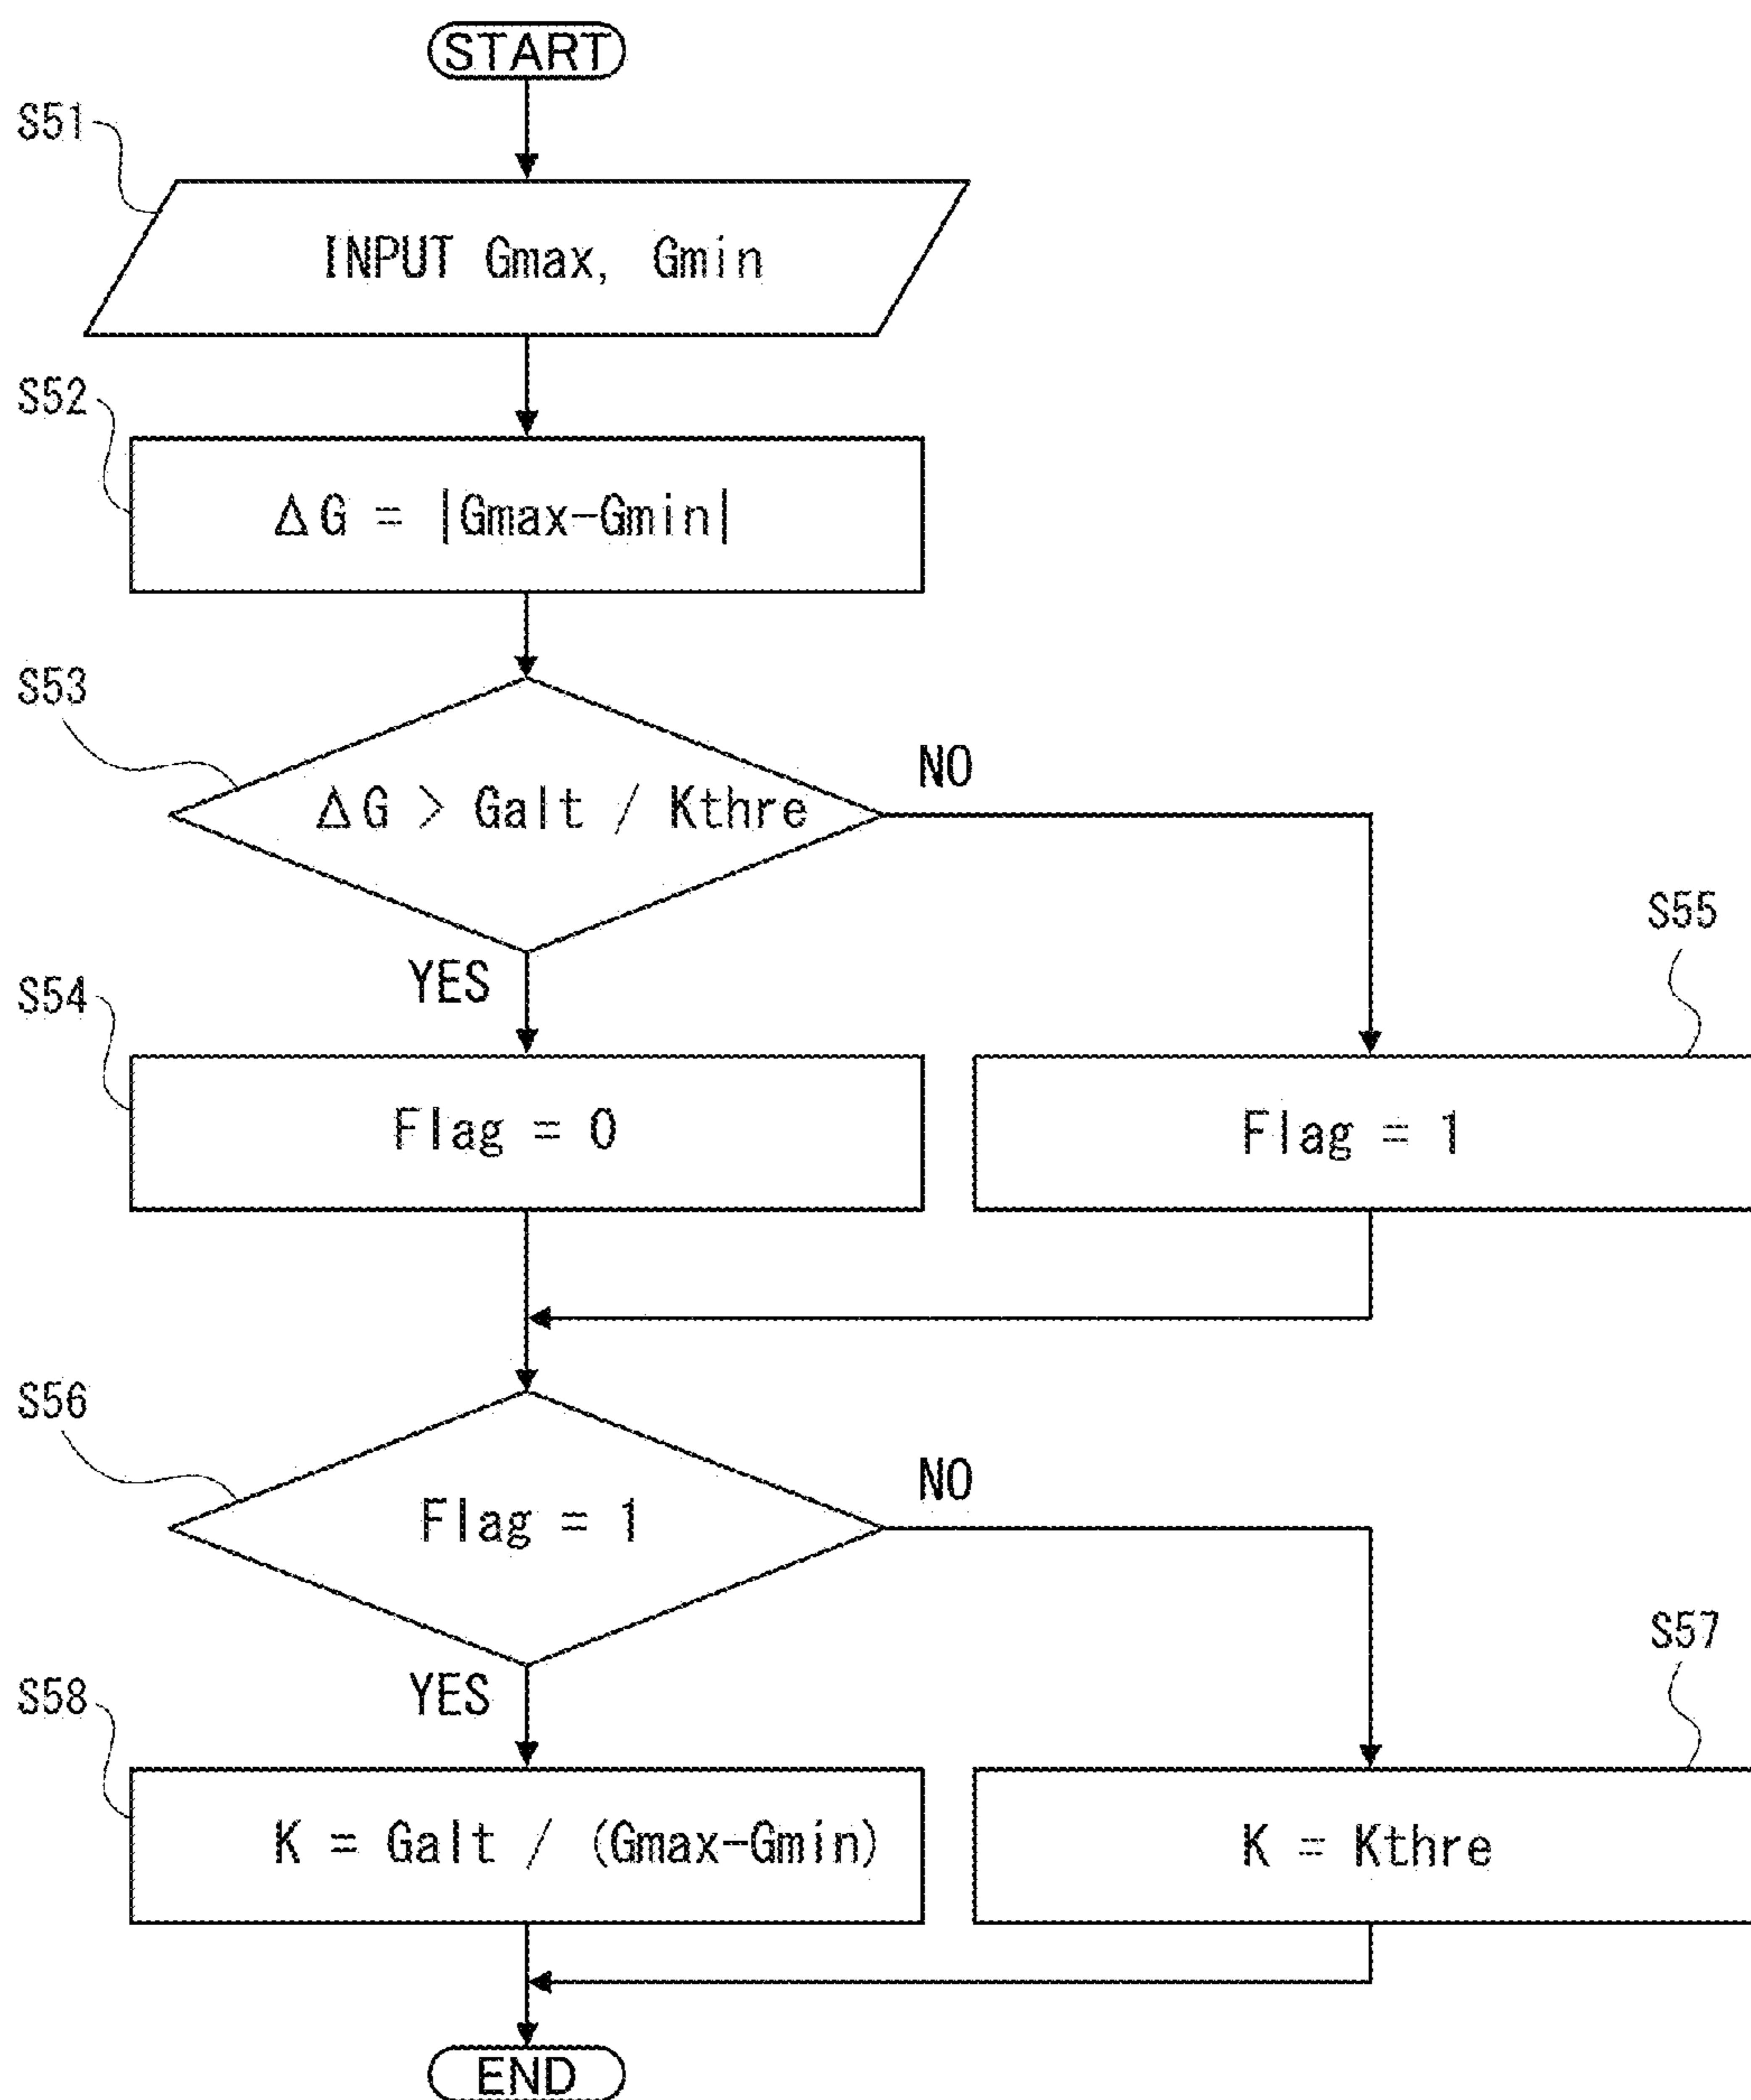 START
S51
INPUT Gmax, Gmin
S52
ΔG = |Gmax-Gmin|
S53
ΔG > Galt / Kthre
NO
YES
S54
Flag = 0
S55
Flag = 1
S56
Flag = 1
NO
YES
S58
K = Galt / (Gmax-Gmin)
S57
K = Kthre
END